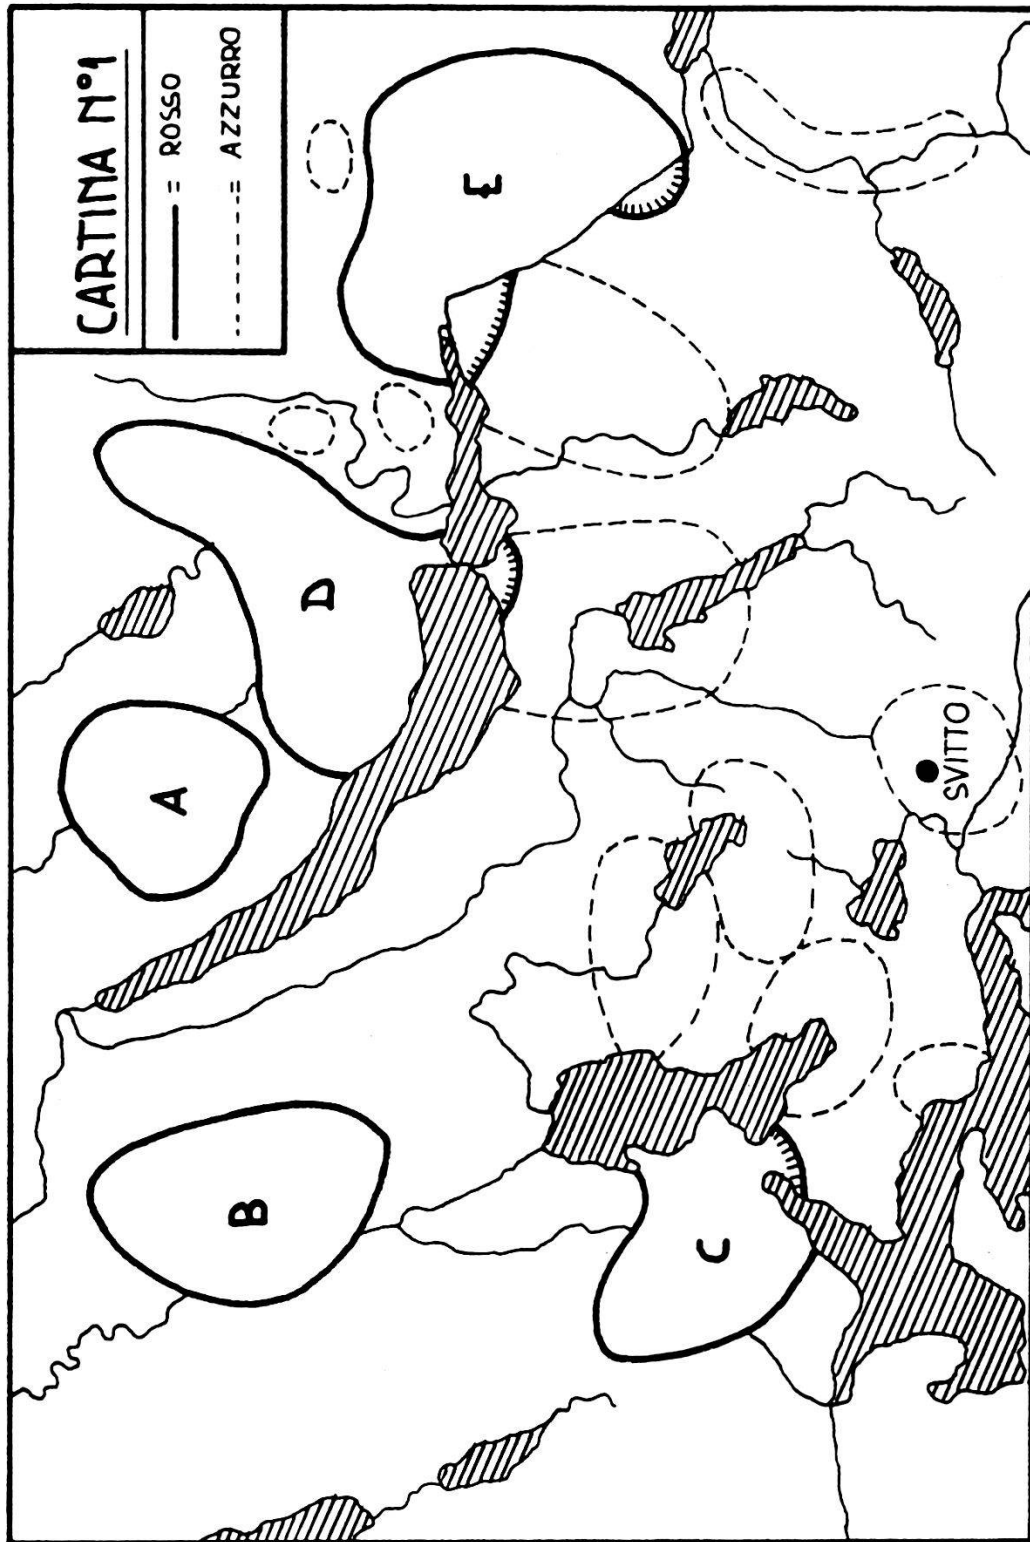 CARTINA N°1
= ROSSO
= AZZURRO
A
B
C
D
E
SVITTO